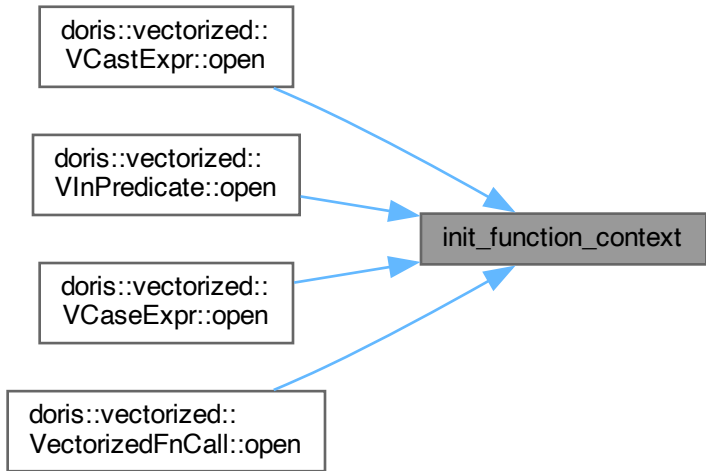 doris::vectorized::
VCastExpr::open
doris::vectorized::
VInPredicate::open
init_function_context
doris::vectorized::
VCaseExpr::open
doris::vectorized::
VectorizedFnCall::open